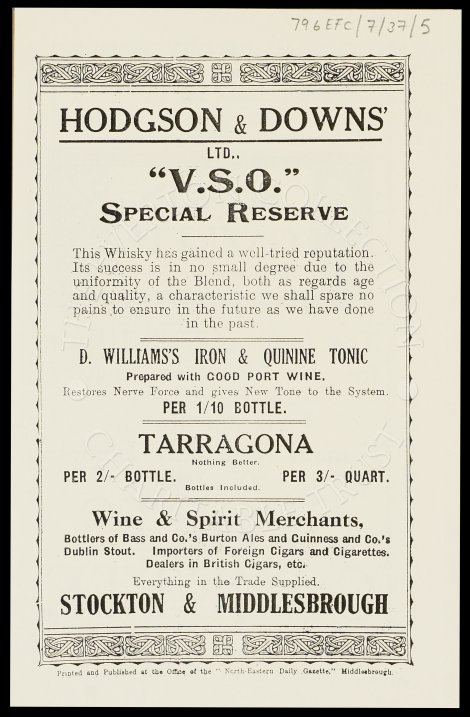 796EFC/7/37/5
HODGSON & DOWNS'
LTD.,
"V.S.O."
SPECIAL RESERVE
This Whisky has gained a well-tried reputation.
Its success is in no small degree due to the
uniformity of the Blend, both as regards age
and quality, a characteristic we shall spare no
pains to ensure in the future as we have done
in the past.
D. WILLIAMS'S IRON & QUININE TONIC
Prepared with GOOD PORT WINE,
Restores Nerve Force and gives New Tone to the System.
PER 1/10 BOTTLE.
TARRAGONA
Nothing Better.
PER 2/- BOTTLE. PER 3/- QUART.
Bottles Included.
Wine & Spirit Merchants,
Bottlers of Bass and Co.'s Burton Ales and Guinness and Co.'s
Dublin Stout. Importers of Foreign Cigars and Cigarettes.
Dealers in British Cigars, etc.
Everything in the Trade Supplied.
STOCKTON & MIDDLESBROUGH
Printed and Published at the Office of the "North-Eastern Daily Gazette," Middlesbrough.